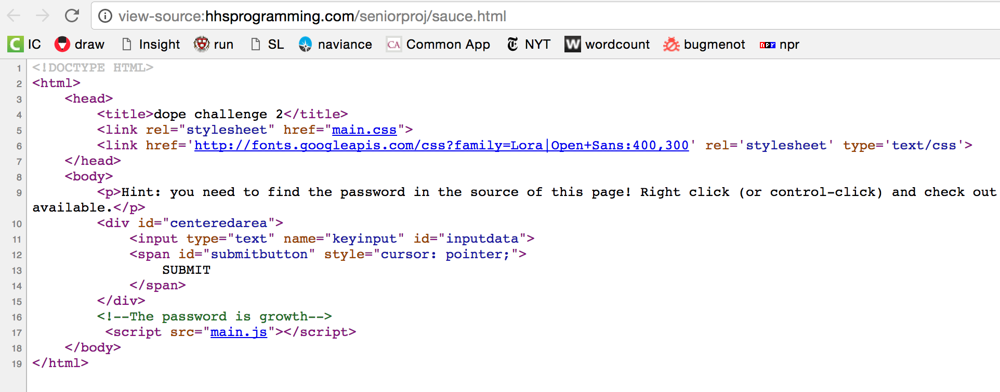 view-source:hhsprogramming.com/seniorproj/sauce.html
IC draw Insight run SL naviance CA Common App NYT W wordcount bugmenot npr npr
1 <!DOCTYPE HTML>
2 <html>
3 <head>
4 <title>dope challenge 2</title>
5 <link rel="stylesheet" href="main.css">
6 <link href='http://fonts.googleapis.com/css?family=Lora|Open+Sans:400,300' rel='stylesheet' type='text/css'>
7 </head>
8 <body>
9 <p>Hint: you need to find the password in the source of this page! Right click (or control-click) and check out
available.</p>
10 <div id="centeredarea">
11 <input type="text" name="keyinput" id="inputdata">
12 <span id="submitbutton" style="cursor: pointer;">
13 SUBMIT
14 </span>
15 </div>
16 <!--The password is growth-->
17 <script src="main.js"></script>
18 </body>
19 </html>